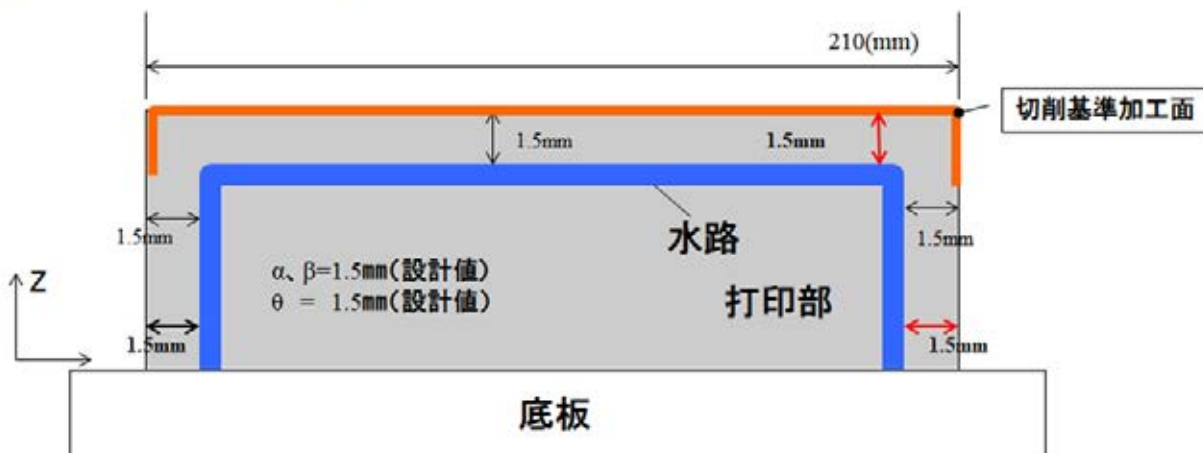 210(mm)
切削基準加工面
1.5mm
1.5mm
水路
1.5mm
1.5mm
α、β=1.5㎜(設計値)
θ = 1.5㎜(設計値)
打印部
Z
1.5mm
1.5mm
底板